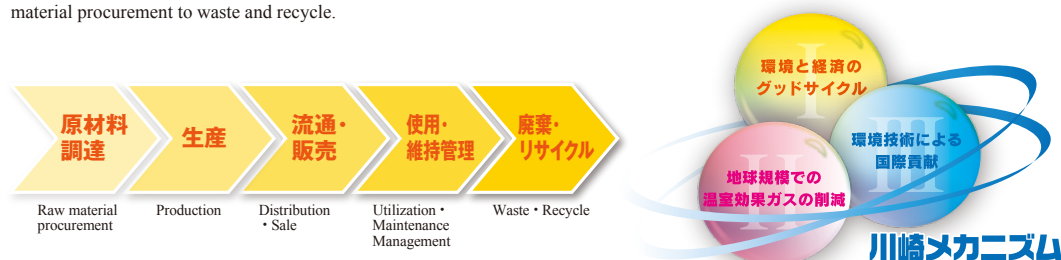 material procurement to waste and recycle.
原材料
調達
生産
流通・
販売
使用・
維持管理
廃棄・
リサイクル
Raw material
procurement
Production
Distribution
・Sale
Utilization・
Maintenance
Management
Waste・Recycle
I
環境と経済の
グッドサイクル
II
地球規模での
温室効果ガスの削減
III
環境技術による
国際貢献
川崎メカニズム